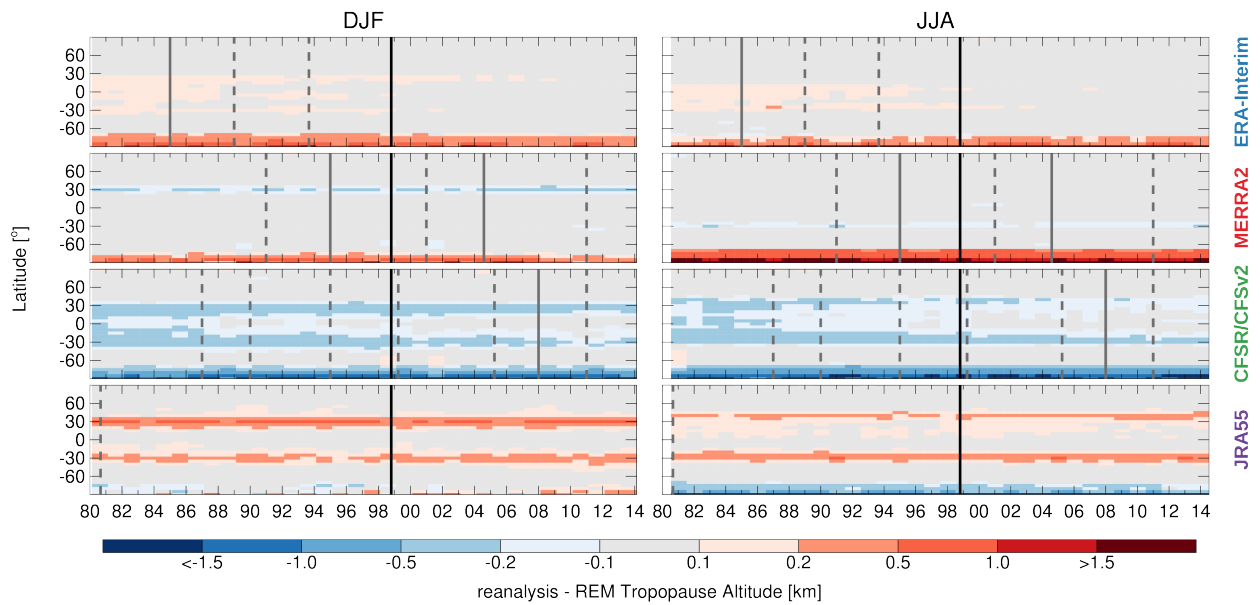 DJF JJA
60
30
0
-30
-60
ERA-Interim
60
30
0
-30
-60
MERRA2
Latitude [°]
60
30
0
-30
-60
CFSR/CFSv2
60
30
0
-30
-60
JRA55
80 82 84 86 88 90 92 94 96 98 00 02 04 06 08 10 12 14
80 82 84 86 88 90 92 94 96 98 00 02 04 06 08 10 12 14
<-1.5 -1.0 -0.5 -0.2 -0.1 0.1 0.2 0.5 1.0 >1.5
reanalysis - REM Tropopause Altitude [km]